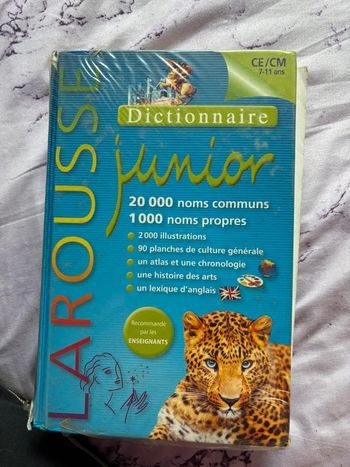 LAROUSSE
CE/CM
7-11 ans
Dictionnaire
junior
20 000 noms communs
1 000 noms propres
• 2 000 illustrations
• 90 planches de culture générale
• un atlas et une chronologie
• une histoire des arts
• un lexique d'anglais
Recommandé
par les
ENSEIGNANTS